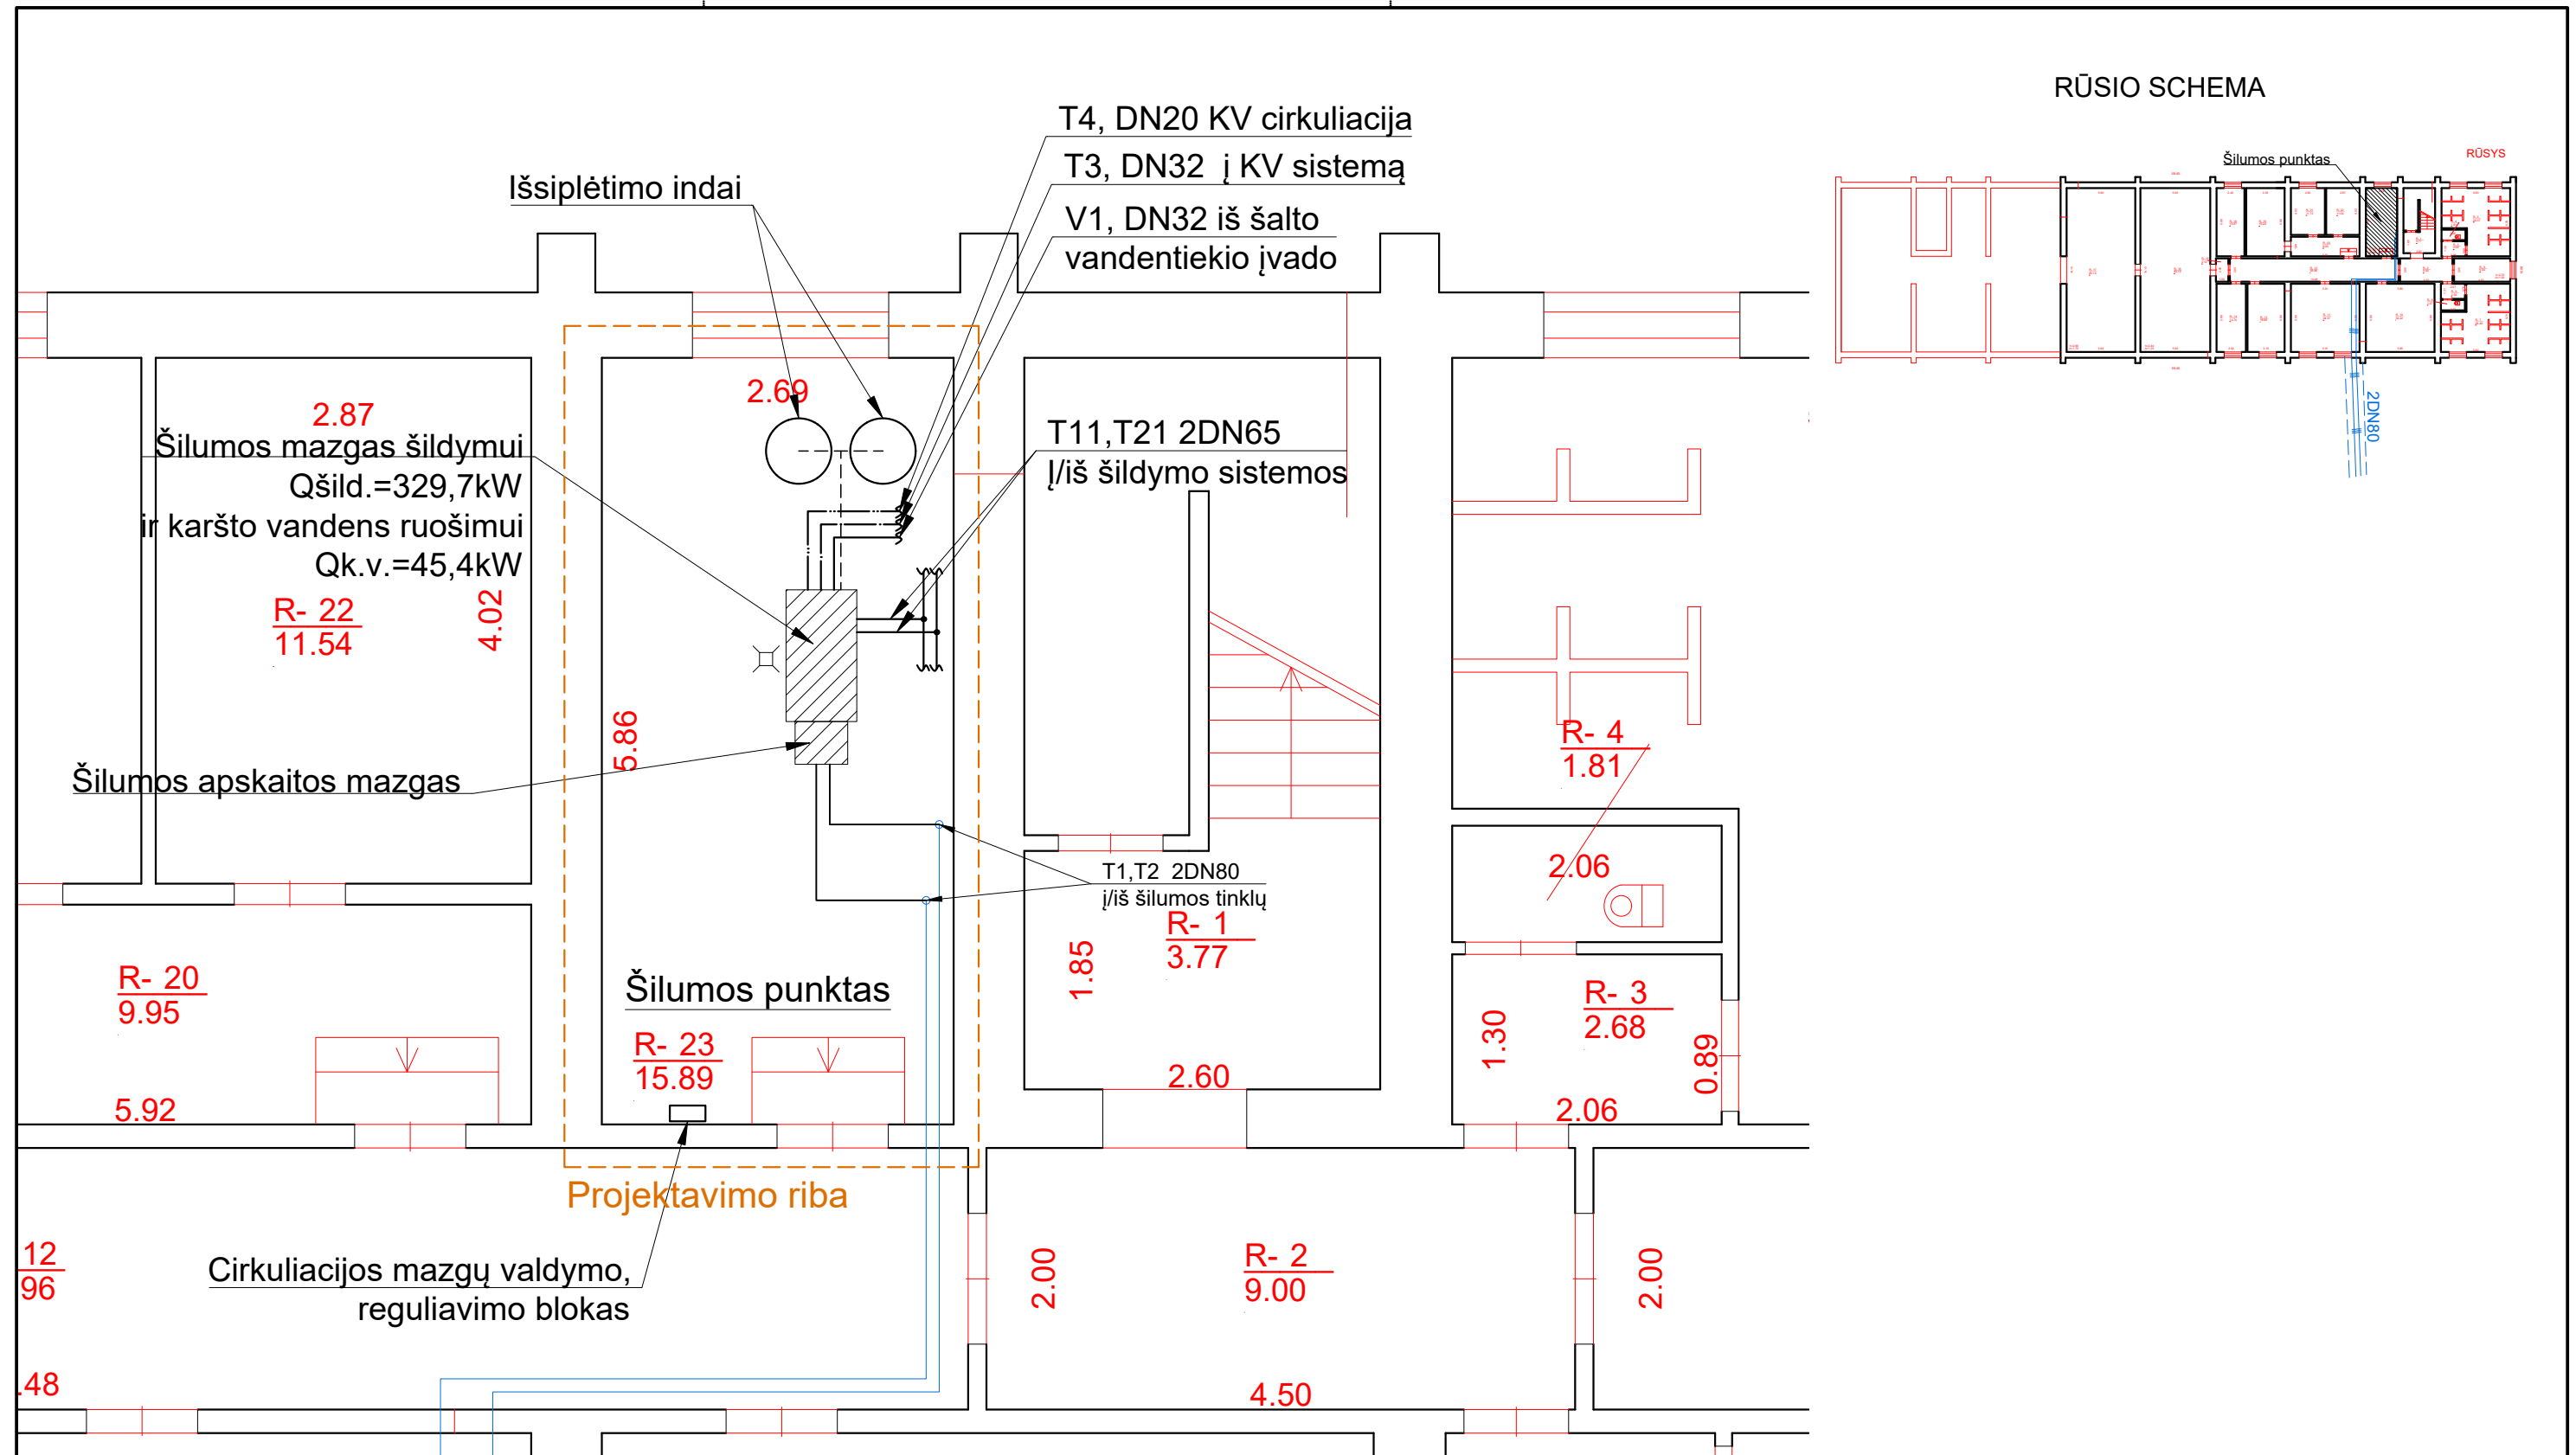 RŪSIO SCHEMA
Šilumos punktas
RŪSYS
2DN80
T4, DN20 KV cirkuliacija
T3, DN32 į KV sistemą
V1, DN32 iš šalto
vandentiekio įvado
Išsiplėtimo indai
2.69
2.87
Šilumos mazgas šildymui
Qšild.=329,7kW
ir karšto vandens ruošimui
Qk.v.=45,4kW
R- 22
11.54
4.02
T11,T21 2DN65
Į/iš šildymo sistemos
5.86
Šilumos apskaitos mazgas
R- 4
1.81
2.06
T1,T2 2DN80
į/iš šilumos tinklų
R- 1
3.77
1.85
2.60
R- 20
9.95
5.92
Šilumos punktas
R- 23
15.89
R- 3
2.68
1.30
0.89
2.06
Projektavimo riba
Cirkuliacijos mazgų valdymo,
reguliavimo blokas
12
96
.48
2.00
R- 2
9.00
4.50
2.00